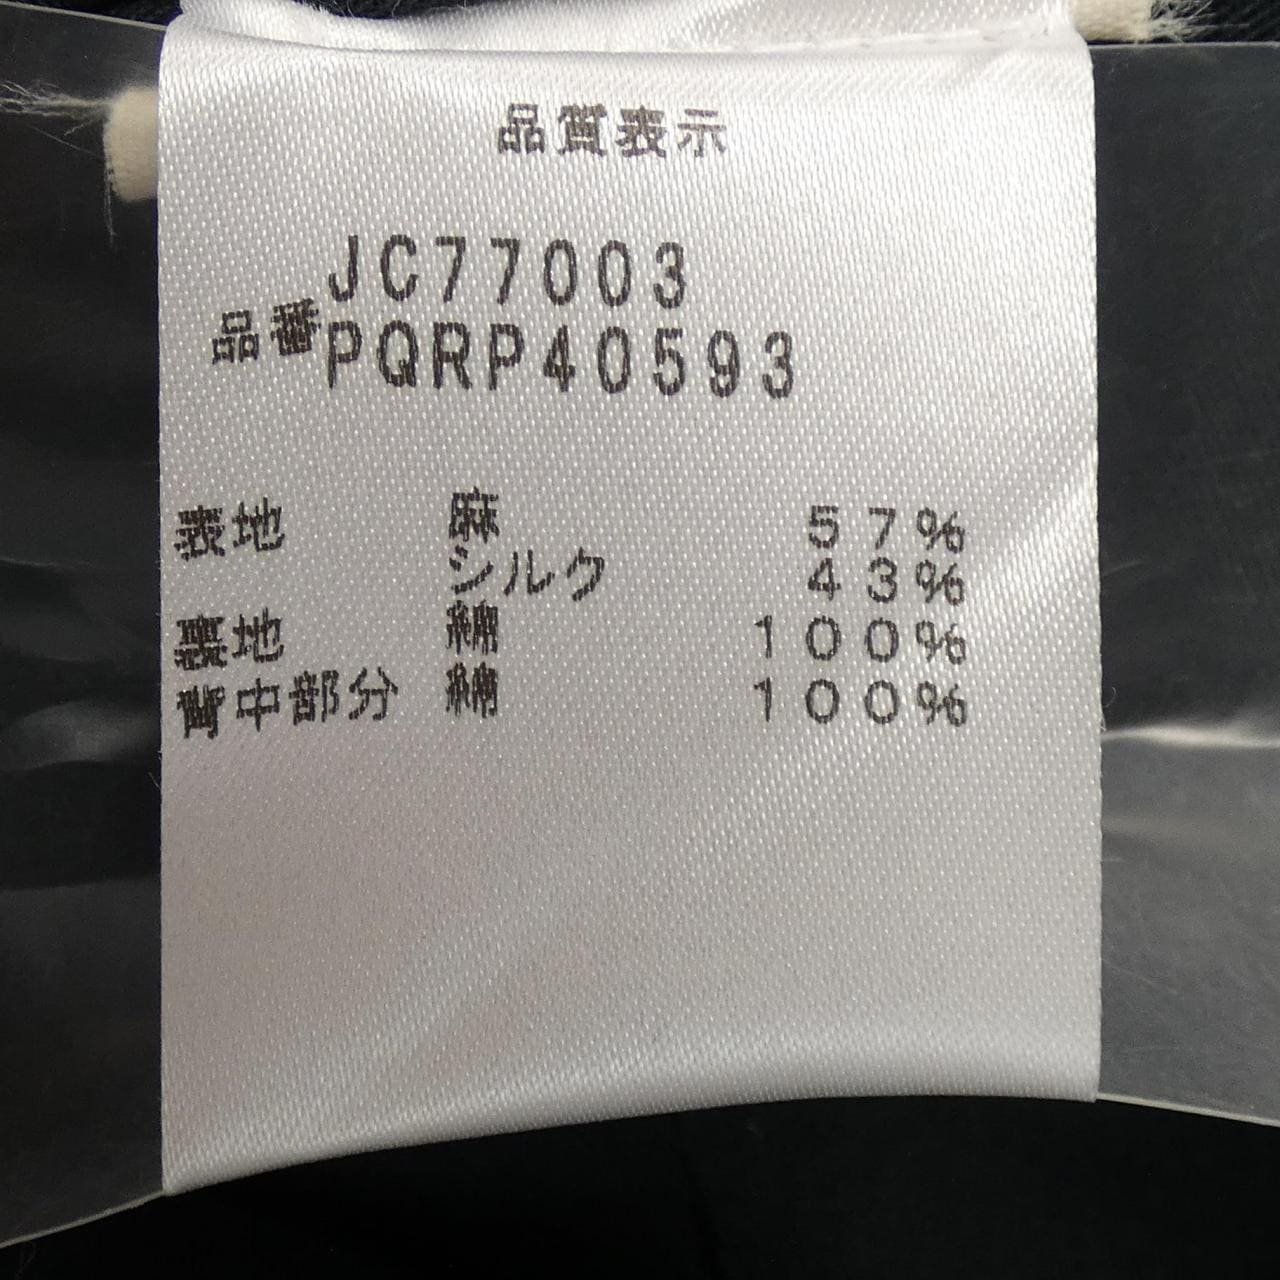 品質表示
JC77003
品番 PQRP40593
表地 麻 57%
シルク 43%
裏地 綿 100%
背中部分 綿 100%